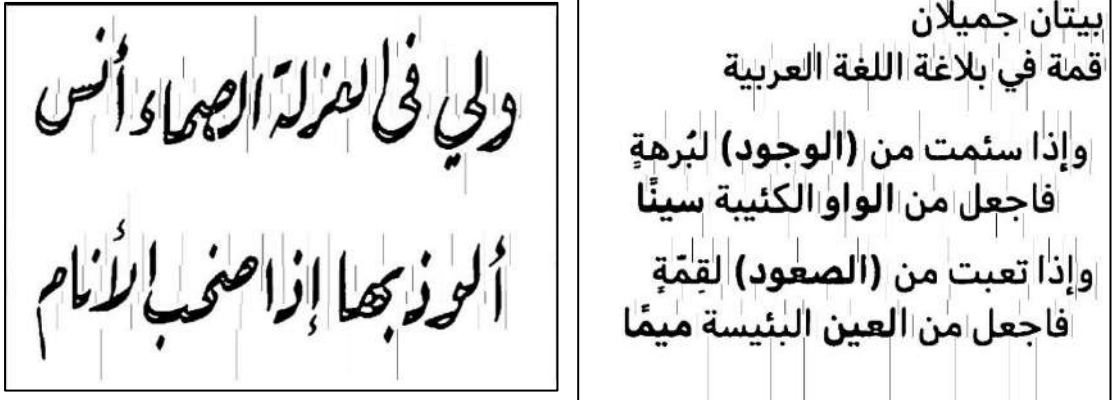 ولي في العزلة الصماء أنس
ألوذ بها إذا صخب الأنام
بيتان جميلان
قمة في بلاغة اللغة العربية
وإذا سئمت من (الوجود) لبُرهةٍ
فاجعل من الواو الكئيبة سينًا
وإذا تعبت من (الصعود) لقِمّةٍ
فاجعل من العين البئيسة ميمًا